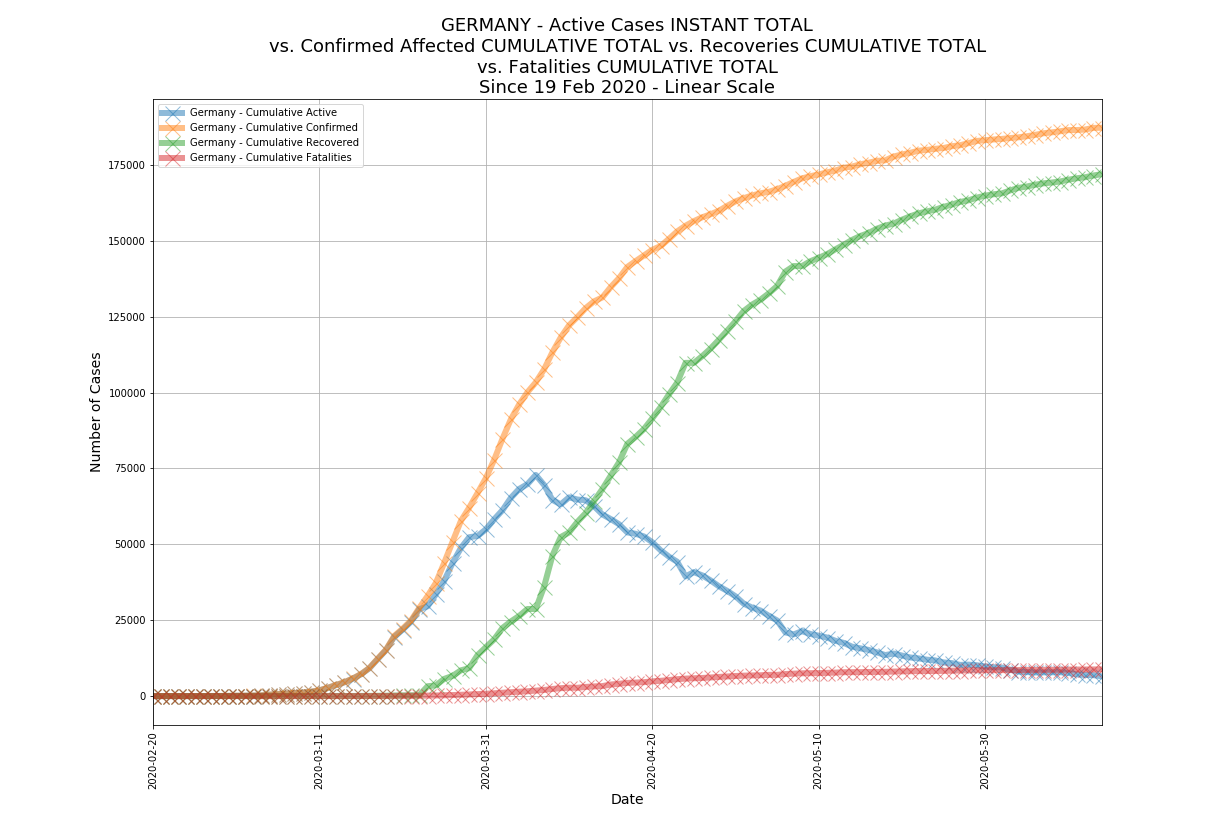 GERMANY - Active Cases INSTANT TOTAL
vs. Confirmed Affected CUMULATIVE TOTAL vs. Recoveries CUMULATIVE TOTAL
vs. Fatalities CUMULATIVE TOTAL
Since 19 Feb 2020 - Linear Scale
Germany - Cumulative Active
Germany - Cumulative Confirmed
Germany - Cumulative Recovered
Germany - Cumulative Fatalities
175000
150000
125000
100000
75000
50000
25000
0
Number of Cases
2020-02-20
2020-03-11
2020-03-31
2020-04-20
2020-05-10
2020-05-30
Date